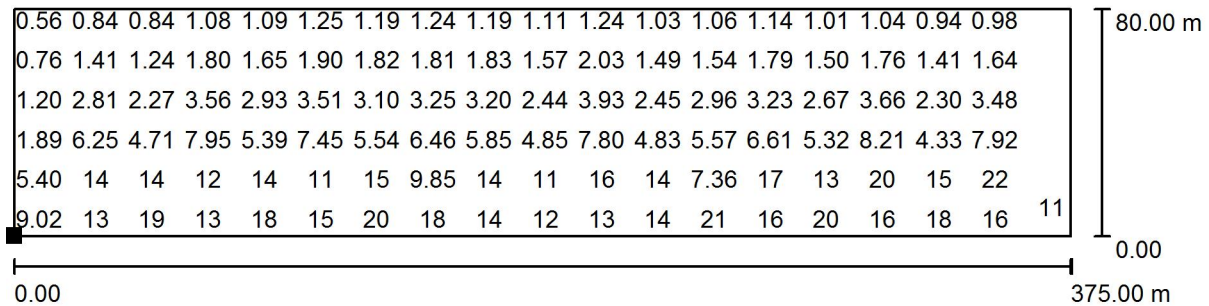 0.56 0.84 0.84 1.08 1.09 1.25 1.19 1.24 1.19 1.11 1.24 1.03 1.06 1.14 1.01 1.04 0.94 0.98
80.00 m
0.76 1.41 1.24 1.80 1.65 1.90 1.82 1.81 1.83 1.57 2.03 1.49 1.54 1.79 1.50 1.76 1.41 1.64
1.20 2.81 2.27 3.56 2.93 3.51 3.10 3.25 3.20 2.44 3.93 2.45 2.96 3.23 2.67 3.66 2.30 3.48
1.89 6.25 4.71 7.95 5.39 7.45 5.54 6.46 5.85 4.85 7.80 4.83 5.57 6.61 5.32 8.21 4.33 7.92
5.40 14 14 12 14 11 15 9.85 14 11 16 14 7.36 17 13 20 15 22
9.02 13 19 13 18 15 20 18 14 12 13 14 21 16 20 16 18 16 11
0.00
0.00 375.00 m